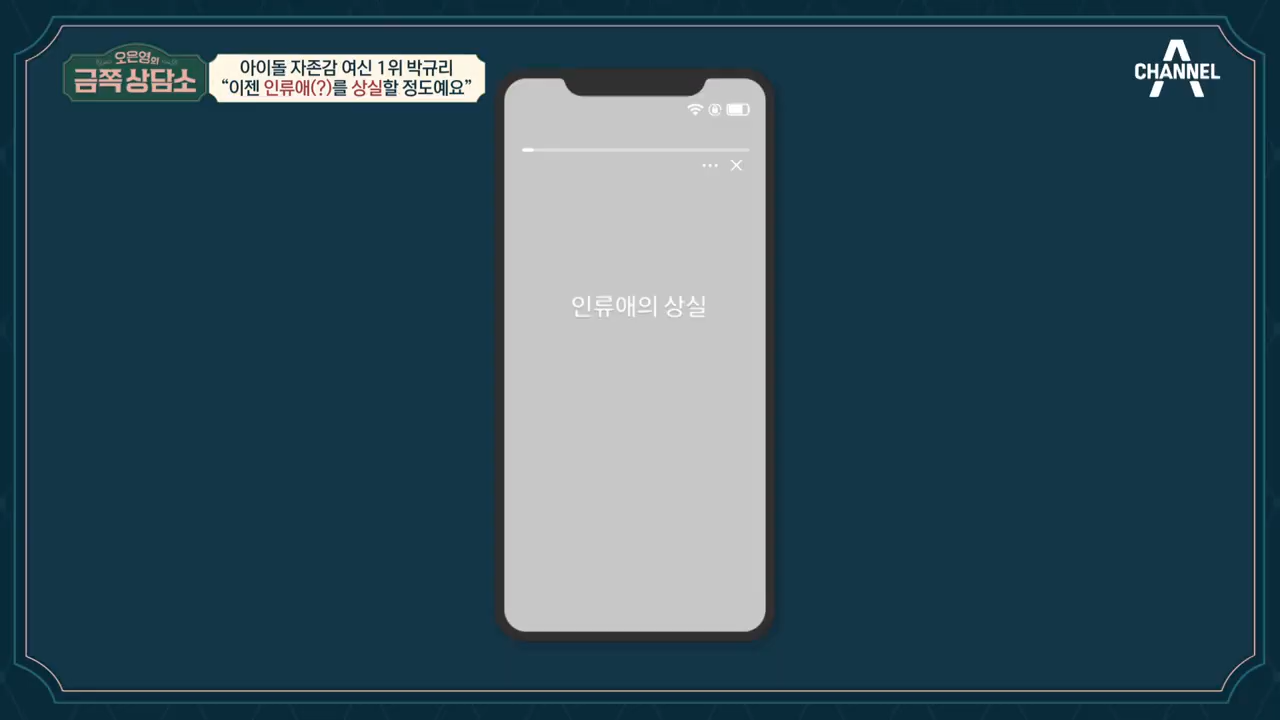 오은영의
금쪽 상담소
아이돌 자존감 여신 1위 박규리
“이젠 인류애(?)를 상실할 정도예요”
CHANNEL A
인류애의 상실